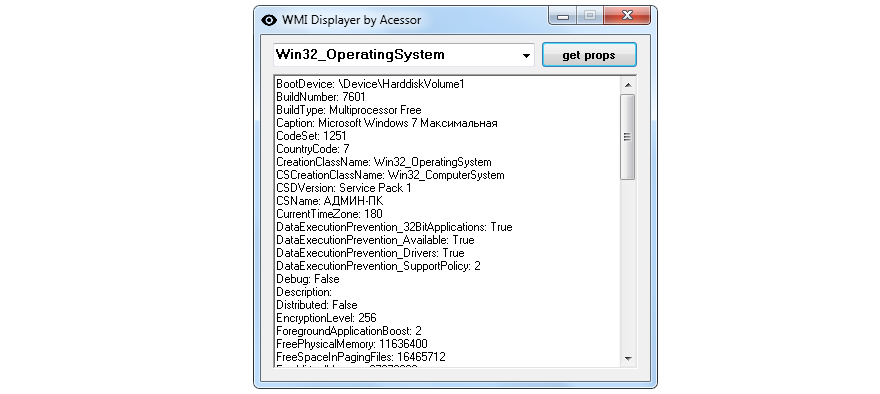 WMI Displayer by Acessor
Win32_OperatingSystem
get props
BootDevice: \Device\HarddiskVolume1
BuildNumber: 7601
BuildType: Multiprocessor Free
Caption: Microsoft Windows 7 Максимальная
CodeSet: 1251
CountryCode: 7
CreationClassName: Win32_OperatingSystem
CSCreationClassName: Win32_ComputerSystem
CSDVersion: Service Pack 1
CSName: АДМИН-ПК
CurrentTimeZone: 180
DataExecutionPrevention_32BitApplications: True
DataExecutionPrevention_Available: True
DataExecutionPrevention_Drivers: True
DataExecutionPrevention_SupportPolicy: 2
Debug: False
Description:
Distributed: False
EncryptionLevel: 256
ForegroundApplicationBoost: 2
FreePhysicalMemory: 11636400
FreeSpaceInPagingFiles: 16465712